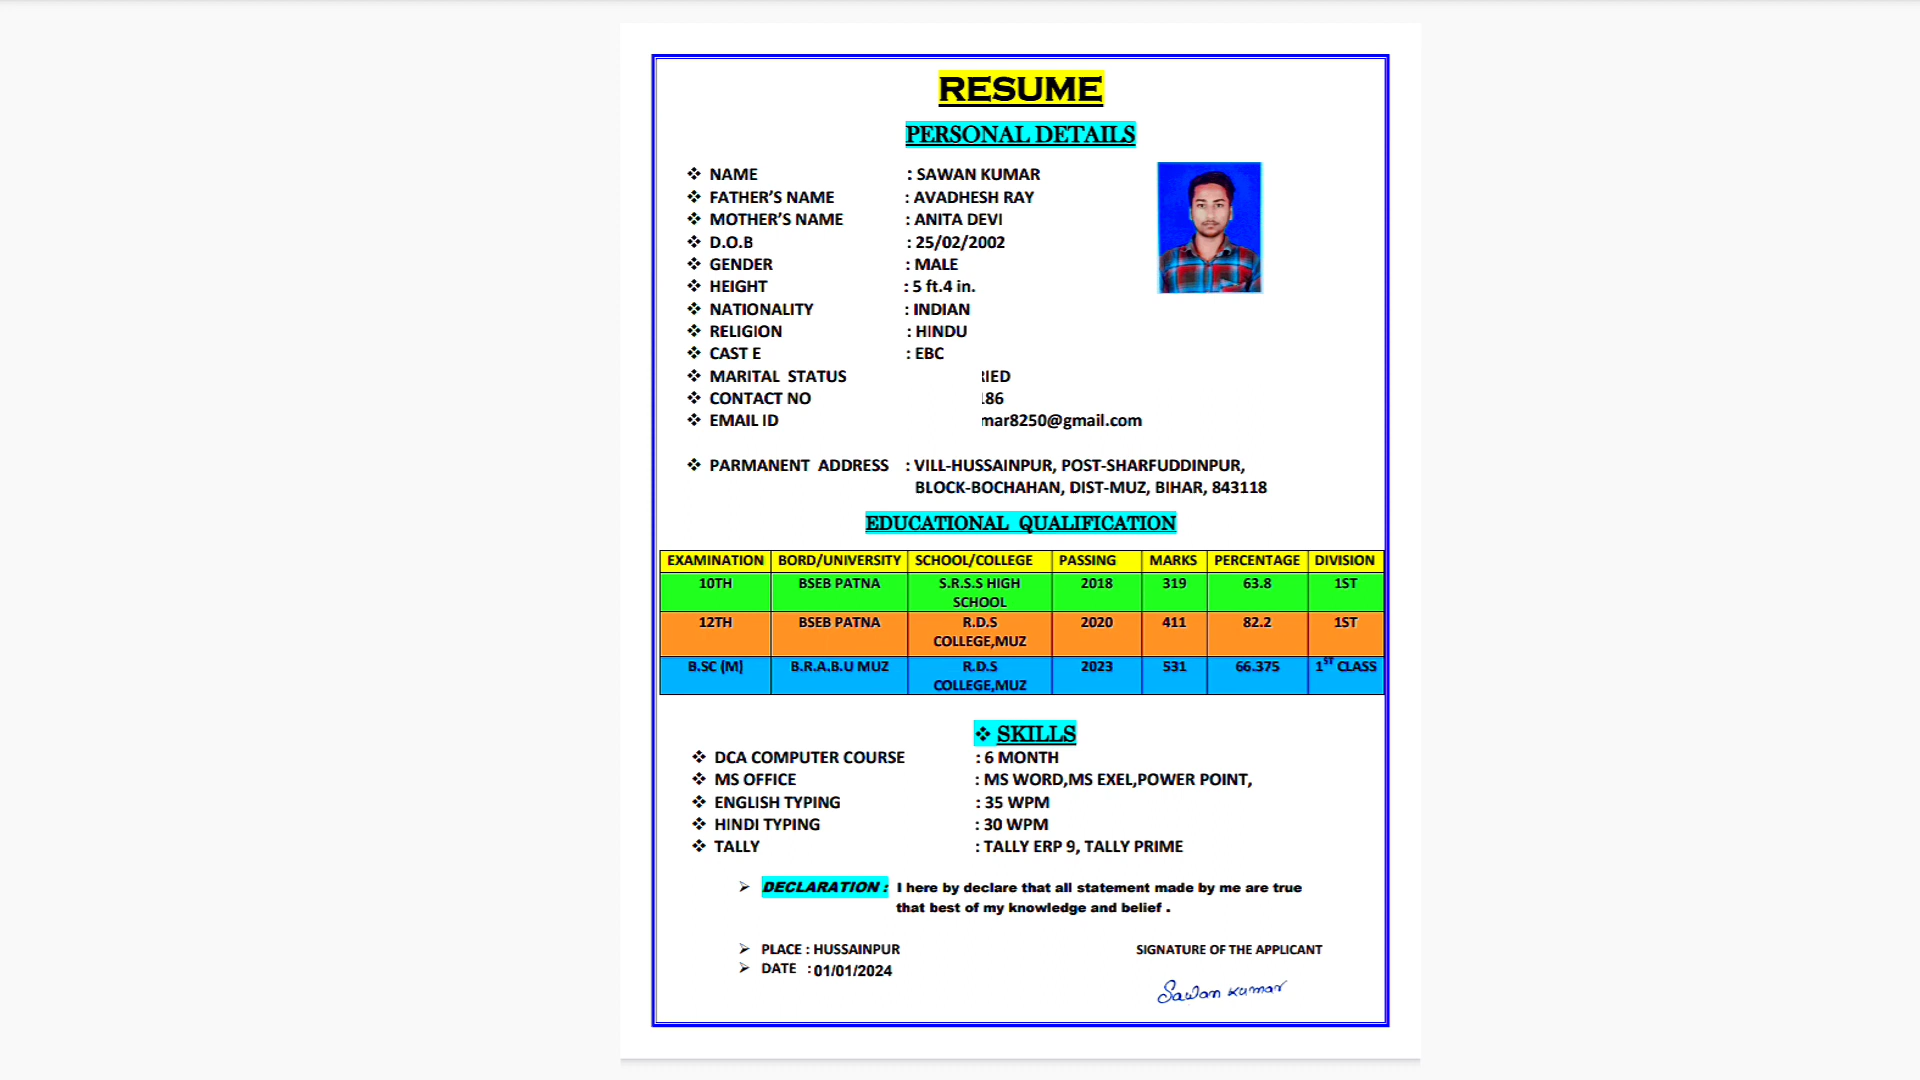 RESUME
PERSONAL DETAILS
❖ NAME : SAWAN KUMAR
❖ FATHER’S NAME : AVADHESH RAY
❖ MOTHER’S NAME : ANITA DEVI
❖ D.O.B : 25/02/2002
❖ GENDER : MALE
❖ HEIGHT : 5 ft.4 in.
❖ NATIONALITY : INDIAN
❖ RELIGION : HINDU
❖ CAST E : EBC
❖ MARITAL STATUS RIED
❖ CONTACT NO 186
❖ EMAIL ID mar8250@gmail.com
❖ PARMANENT ADDRESS : VILL-HUSSAINPUR, POST-SHARFUDDINPUR,
BLOCK-BOCHAHAN, DIST-MUZ, BIHAR, 843118
EDUCATIONAL QUALIFICATION
EXAMINATION BORD/UNIVERSITY SCHOOL/COLLEGE PASSING MARKS PERCENTAGE DIVISION
10TH BSEB PATNA S.R.S.S HIGH 2018 319 63.8 1ST
SCHOOL
12TH BSEB PATNA R.D.S 2020 411 82.2 1ST
COLLEGE,MUZ
B.SC (M) B.R.A.B.U MUZ R.D.S 2023 531 66.375 1ST CLASS
COLLEGE,MUZ
❖ SKILLS
❖ DCA COMPUTER COURSE : 6 MONTH
❖ MS OFFICE : MS WORD,MS EXEL,POWER POINT,
❖ ENGLISH TYPING : 35 WPM
❖ HINDI TYPING : 30 WPM
❖ TALLY : TALLY ERP 9, TALLY PRIME
➢ DECLARATION : I here by declare that all statement made by me are true
that best of my knowledge and belief .
➢ PLACE : HUSSAINPUR SIGNATURE OF THE APPLICANT
➢ DATE : 01/01/2024
Sawan Kumar